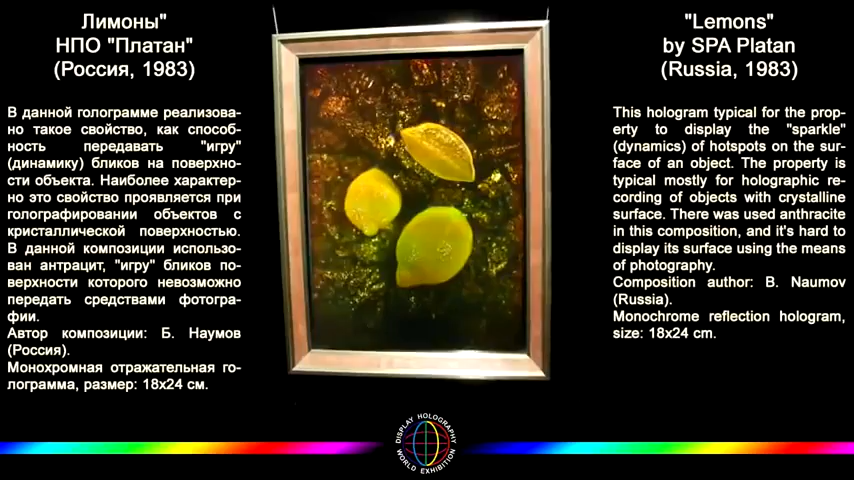 Лимоны"
НПО "Платан"
(Россия, 1983)
В данной голограмме реализова-
но такое свойство, как способ-
ность передавать "игру"
(динамику) бликов на поверхно-
сти объекта. Наиболее характер-
но это свойство проявляется при
голографировании объектов с
кристаллической поверхностью.
В данной композиции использо-
ван антрацит, "игру" бликов по-
верхности которого невозможно
передать средствами фотогра-
фии.
Автор композиции: Б. Наумов
(Россия).
Монохромная отражательная го-
лограмма, размер: 18x24 см.
"Lemons"
by SPA Platan
(Russia, 1983)
This hologram typical for the prop-
erty to display the "sparkle"
(dynamics) of hotspots on the sur-
face of an object. The property is
typical mostly for holographic re-
cording of objects with crystalline
surface. There was used anthracite
in this composition, and it's hard to
display its surface using the means
of photography.
Composition author: B. Naumov
(Russia).
Monochrome reflection hologram,
size: 18x24 cm.
DISPLAY HOLOGRAPHY
WORLD EXHIBITION